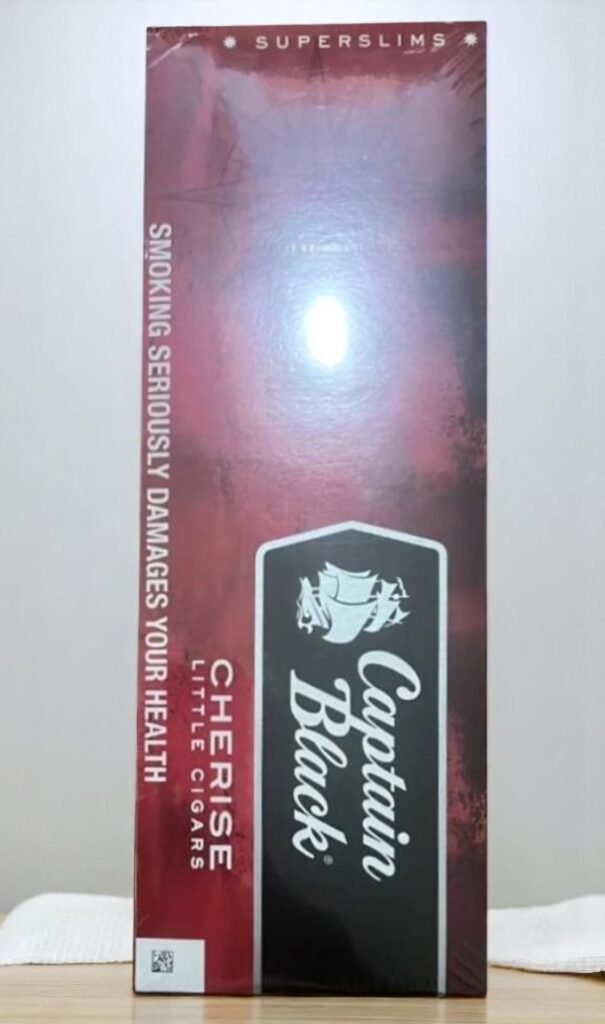 SUPERSLIMS
Captain
Black®
CHERISE
LITTLE CIGARS
SMOKING SERIOUSLY DAMAGES YOUR HEALTH